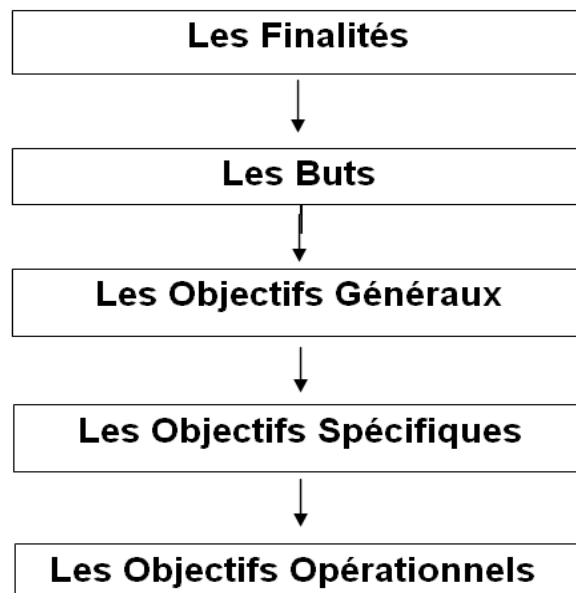 Les Finalités
Les Buts
Les Objectifs Généraux
Les Objectifs Spécifiques
Les Objectifs Opérationnels